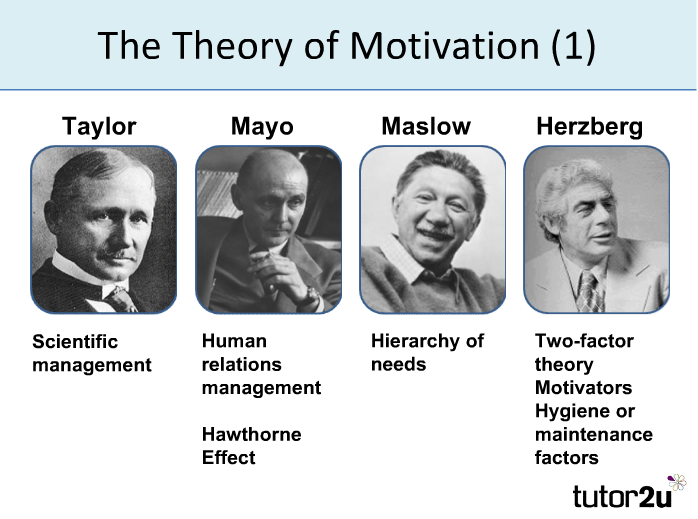 The Theory of Motivation (1)
Taylor
Mayo
Maslow
Herzberg
Scientific
management
Human
relations
management
Hawthorne
Effect
Hierarchy of
needs
Two-factor
theory
Motivators
Hygiene or
maintenance
factors
tutor2u